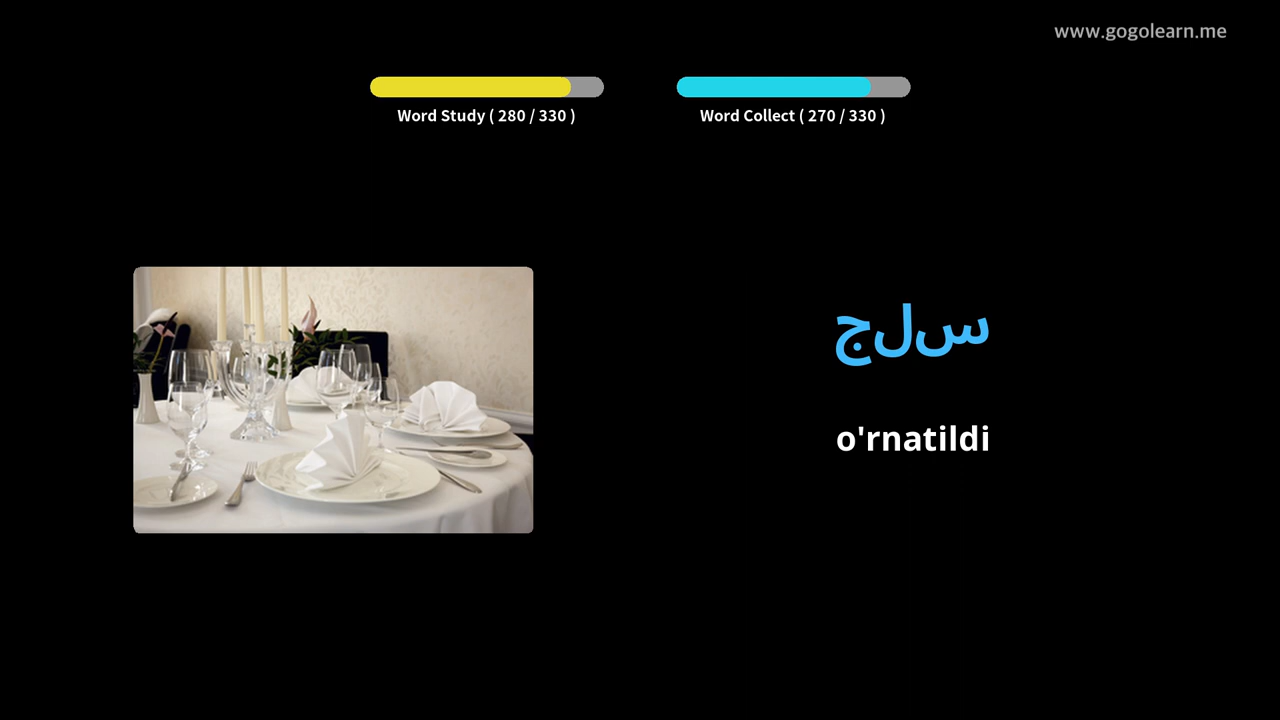 www.gogolearn.me
Word Study ( 280 / 330 )
Word Collect ( 270 / 330 )
سلج
o'rnatildi